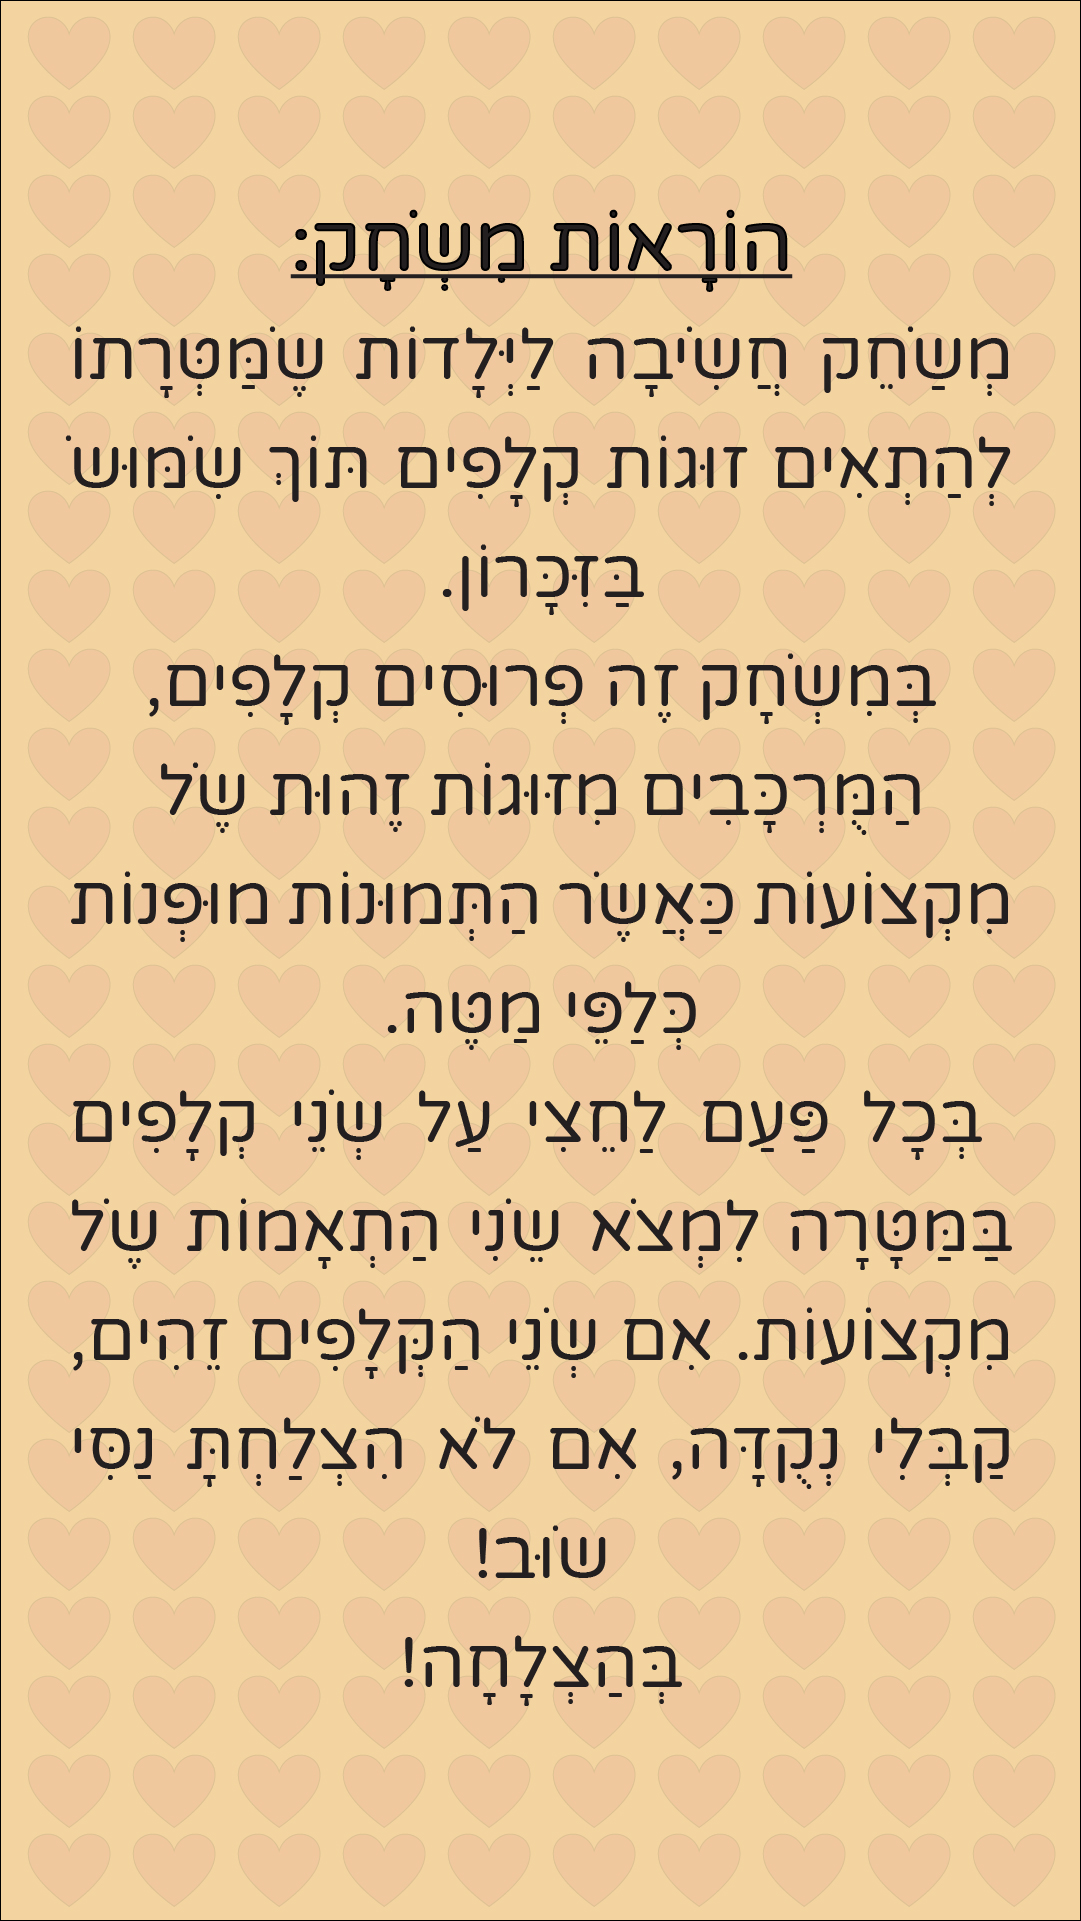 הוֹרָאוֹת מִשְׂחָק:
מְשַׂחֵק חֲשִׁיבָה לַיְּלָדוֹת שֶׁמַּטְּרָתוֹ
לְהַתְאִים זוּגוֹת קְלָפִים תּוֹךְ שִׁמּוּשׁ
בַּזִּכָּרוֹן.
בְּמִשְׂחָק זֶה פְּרוּסִים קְלָפִים,
הַמֻּרְכָּבִים מִזּוּגוֹת זֶהוּת שֶׁל
מִקְצוֹעוֹת כַּאֲשֶׁר הַתְּמוּנוֹת מוּפְנוֹת
כְּלַפֵּי מַטֶּה.
בְּכָל פַּעַם לַחֵצִי עַל שְׁנֵי קְלָפִים
בַּמַּטָּרָה לִמְצֹא שֵׁנִי הַתְאָמוֹת שֶׁל
מִקְצוֹעוֹת. אִם שְׁנֵי הַקְּלָפִים זֵהִים,
קַבְּלִי נְקֻדָּה, אִם לֹא הִצְלַחְתָּ נַסִּי
שׁוּב!
בְּהַצְלָחָה!